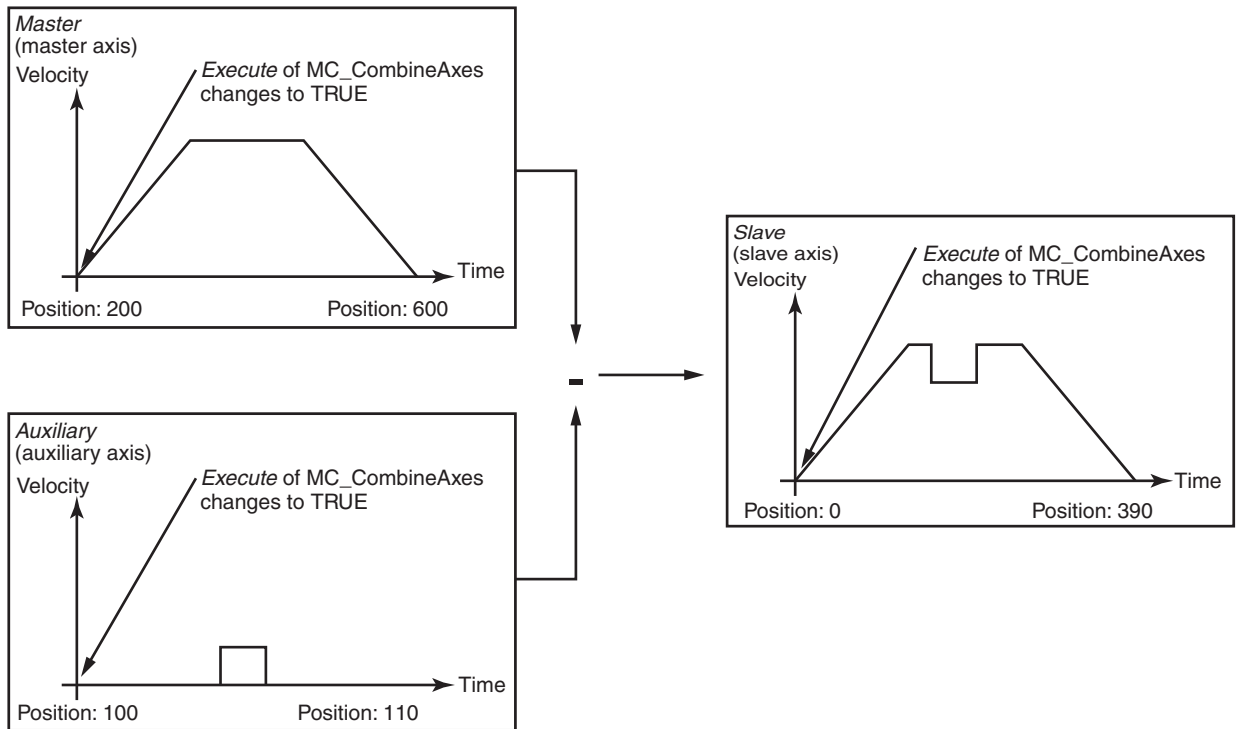 Master
(master axis)
Velocity
Execute of MC_CombineAxes
changes to TRUE
Time
Position: 200
Position: 600
-
Auxiliary
(auxiliary axis)
Velocity
Execute of MC_CombineAxes
changes to TRUE
Time
Position: 100
Position: 110
Slave
(slave axis)
Velocity
Execute of MC_CombineAxes
changes to TRUE
Time
Position: 0
Position: 390